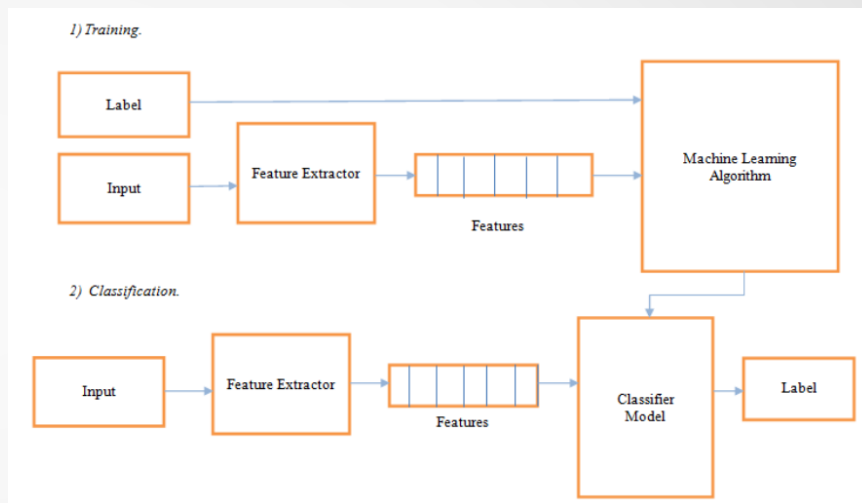 1) Training.
Label
Input
Feature Extractor
Features
Machine Learning
Algorithm
2) Classification.
Input
Feature Extractor
Features
Classifier
Model
Label